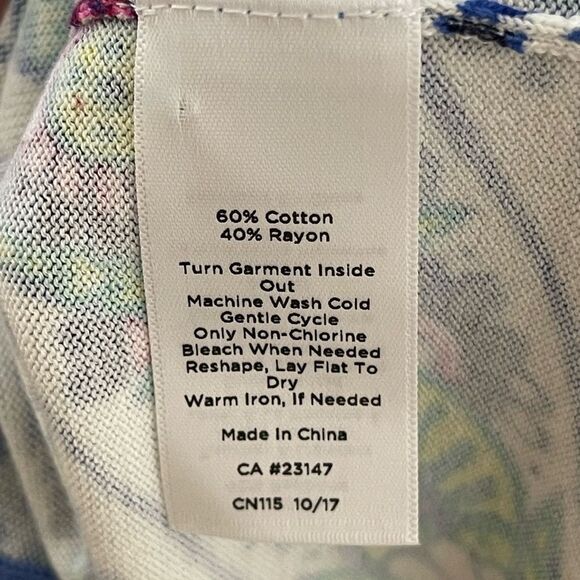 60% Cotton
40% Rayon
Turn Garment Inside
Out
Machine Wash Cold
Gentle Cycle
Only Non-Chlorine
Bleach When Needed
Reshape, Lay Flat To
Dry
Warm Iron, If Needed
Made In China
CA #23147
CN115 10/17